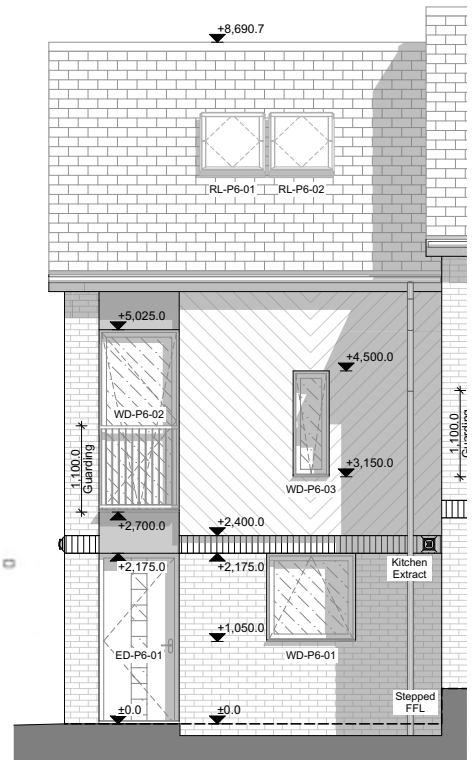 +8,690.7
RL-P6-01
RL-P6-02
+5,025.0
+4,500.0
WD-P6-02
1,100.0
Guarding
1,100.0
Guarding
+3,150.0
WD-P6-03
+2,700.0
+2,400.0
+2,175.0
+2,175.0
Kitchen
Extract
+1,050.0
ED-P6-01
WD-P6-01
Stepped
FFL
±0.0
±0.0